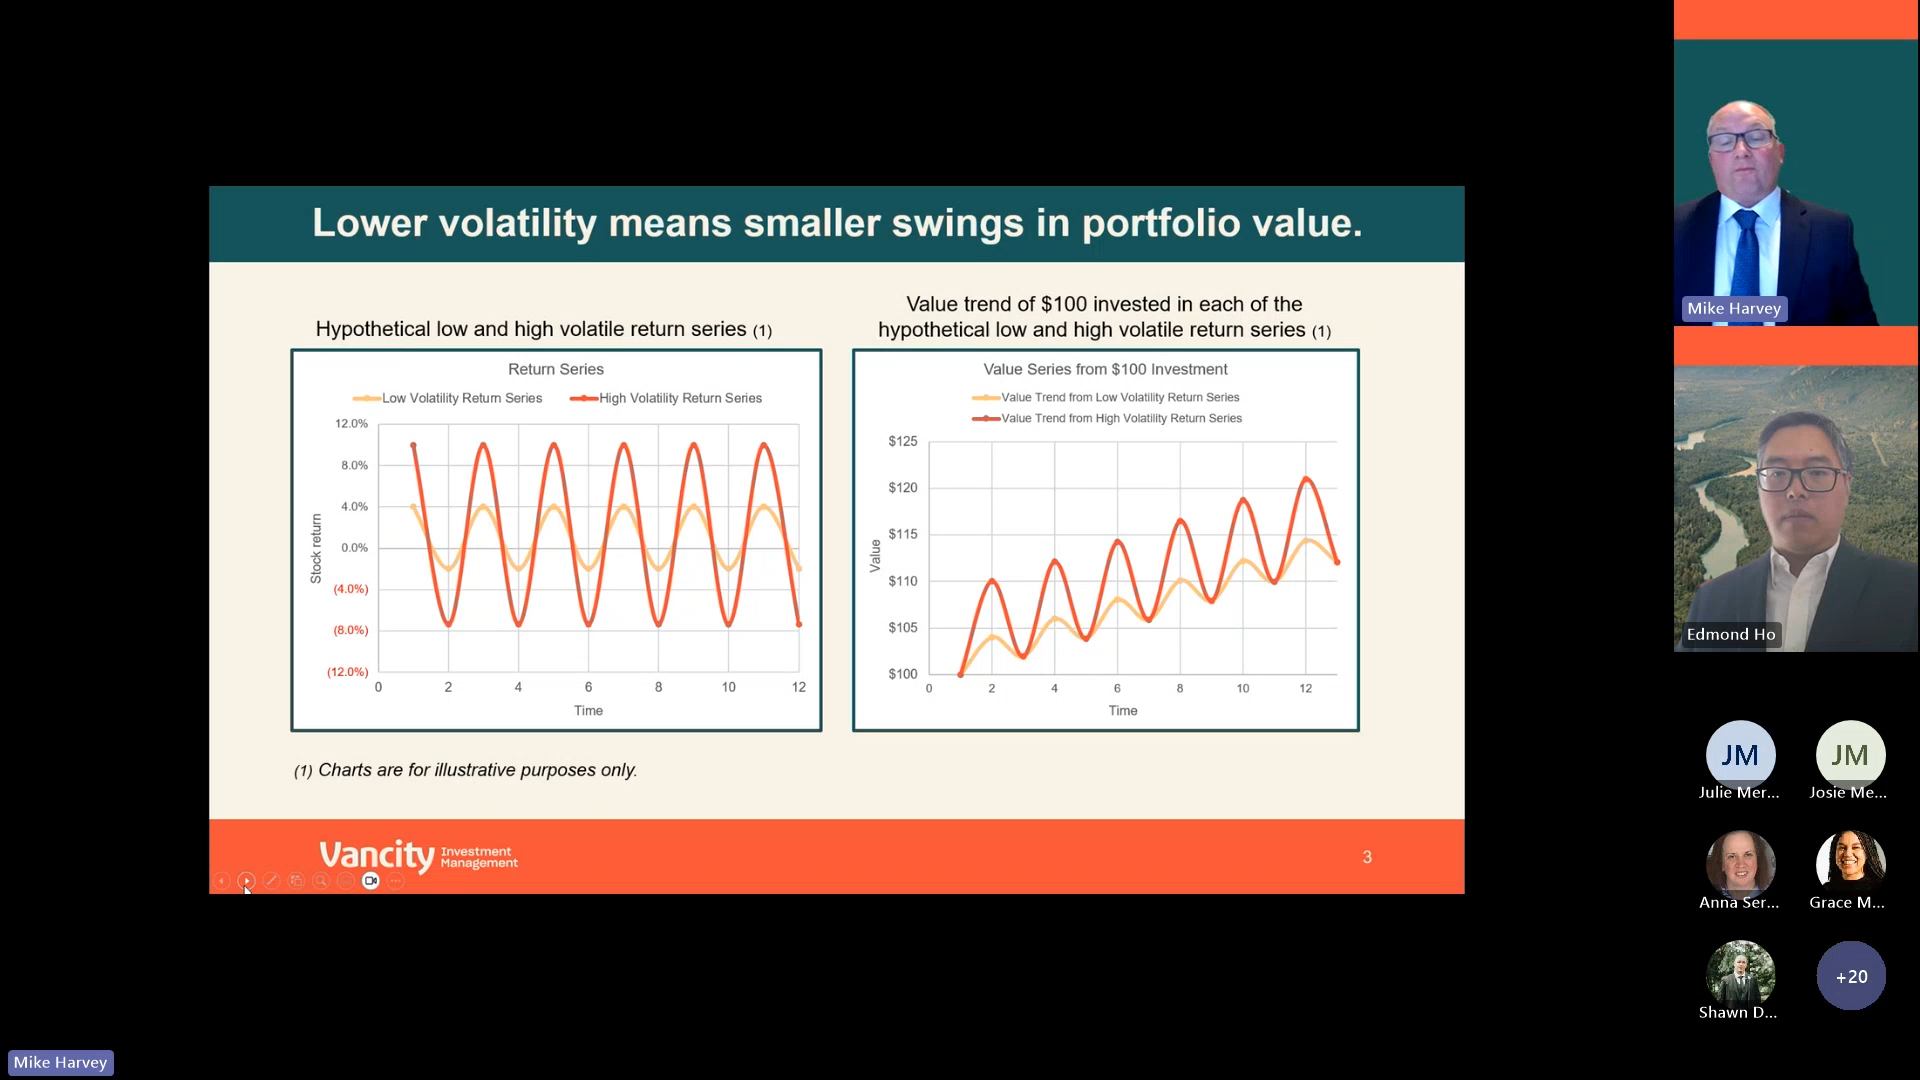 Lower volatility means smaller swings in portfolio value.
Hypothetical low and high volatile return series (1)
Return Series
Low Volatility Return Series
High Volatility Return Series
12.0%
8.0%
4.0%
0.0%
(4.0%)
(8.0%)
(12.0%)
Stock return
0 2 4 6 8 10 12
Time
Value trend of $100 invested in each of the
hypothetical low and high volatile return series (1)
Value Series from $100 Investment
Value Trend from Low Volatility Return Series
Value Trend from High Volatility Return Series
$125
$120
$115
$110
$105
$100
Value
0 2 4 6 8 10 12
Time
(1) Charts are for illustrative purposes only.
Vancity Investment
Management
3
Mike Harvey
Edmond Ho
JM
Julie Mer...
JM
Josie Me...
Anna Ser...
Grace M...
Shawn D...
+20
Mike Harvey